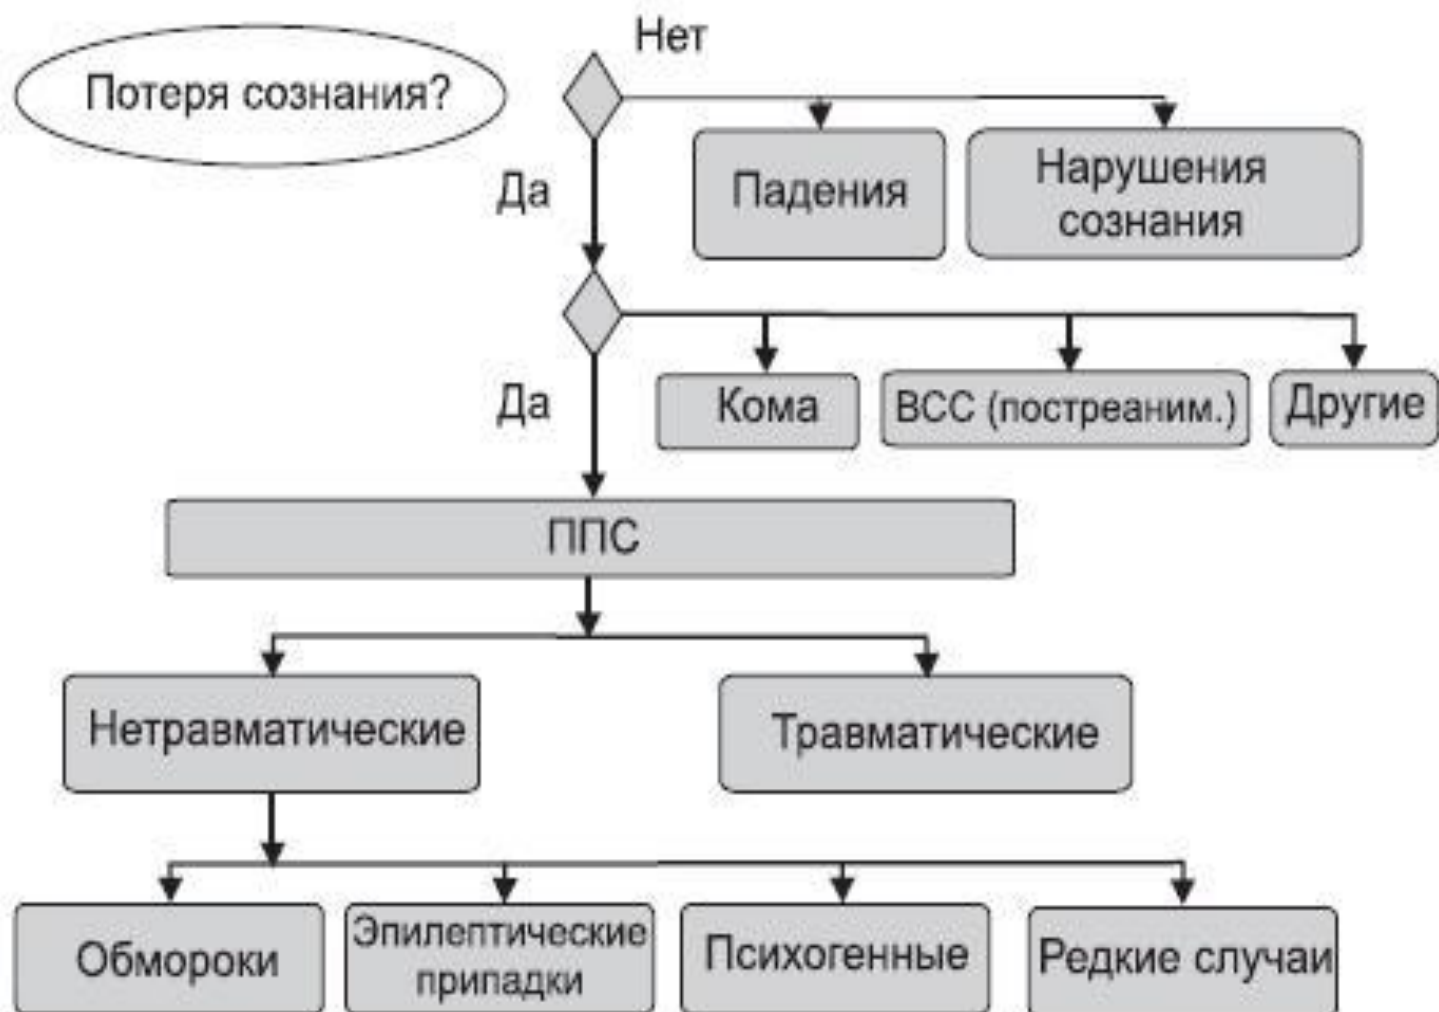 Нет
Потеря сознания?
Да
Падения
Нарушения
сознания
Да
Кома
ВСС (постреаним.)
Другие
ППС
Нетравматические
Травматические
Обмороки
Эпилептические
припадки
Психогенные
Редкие случаи